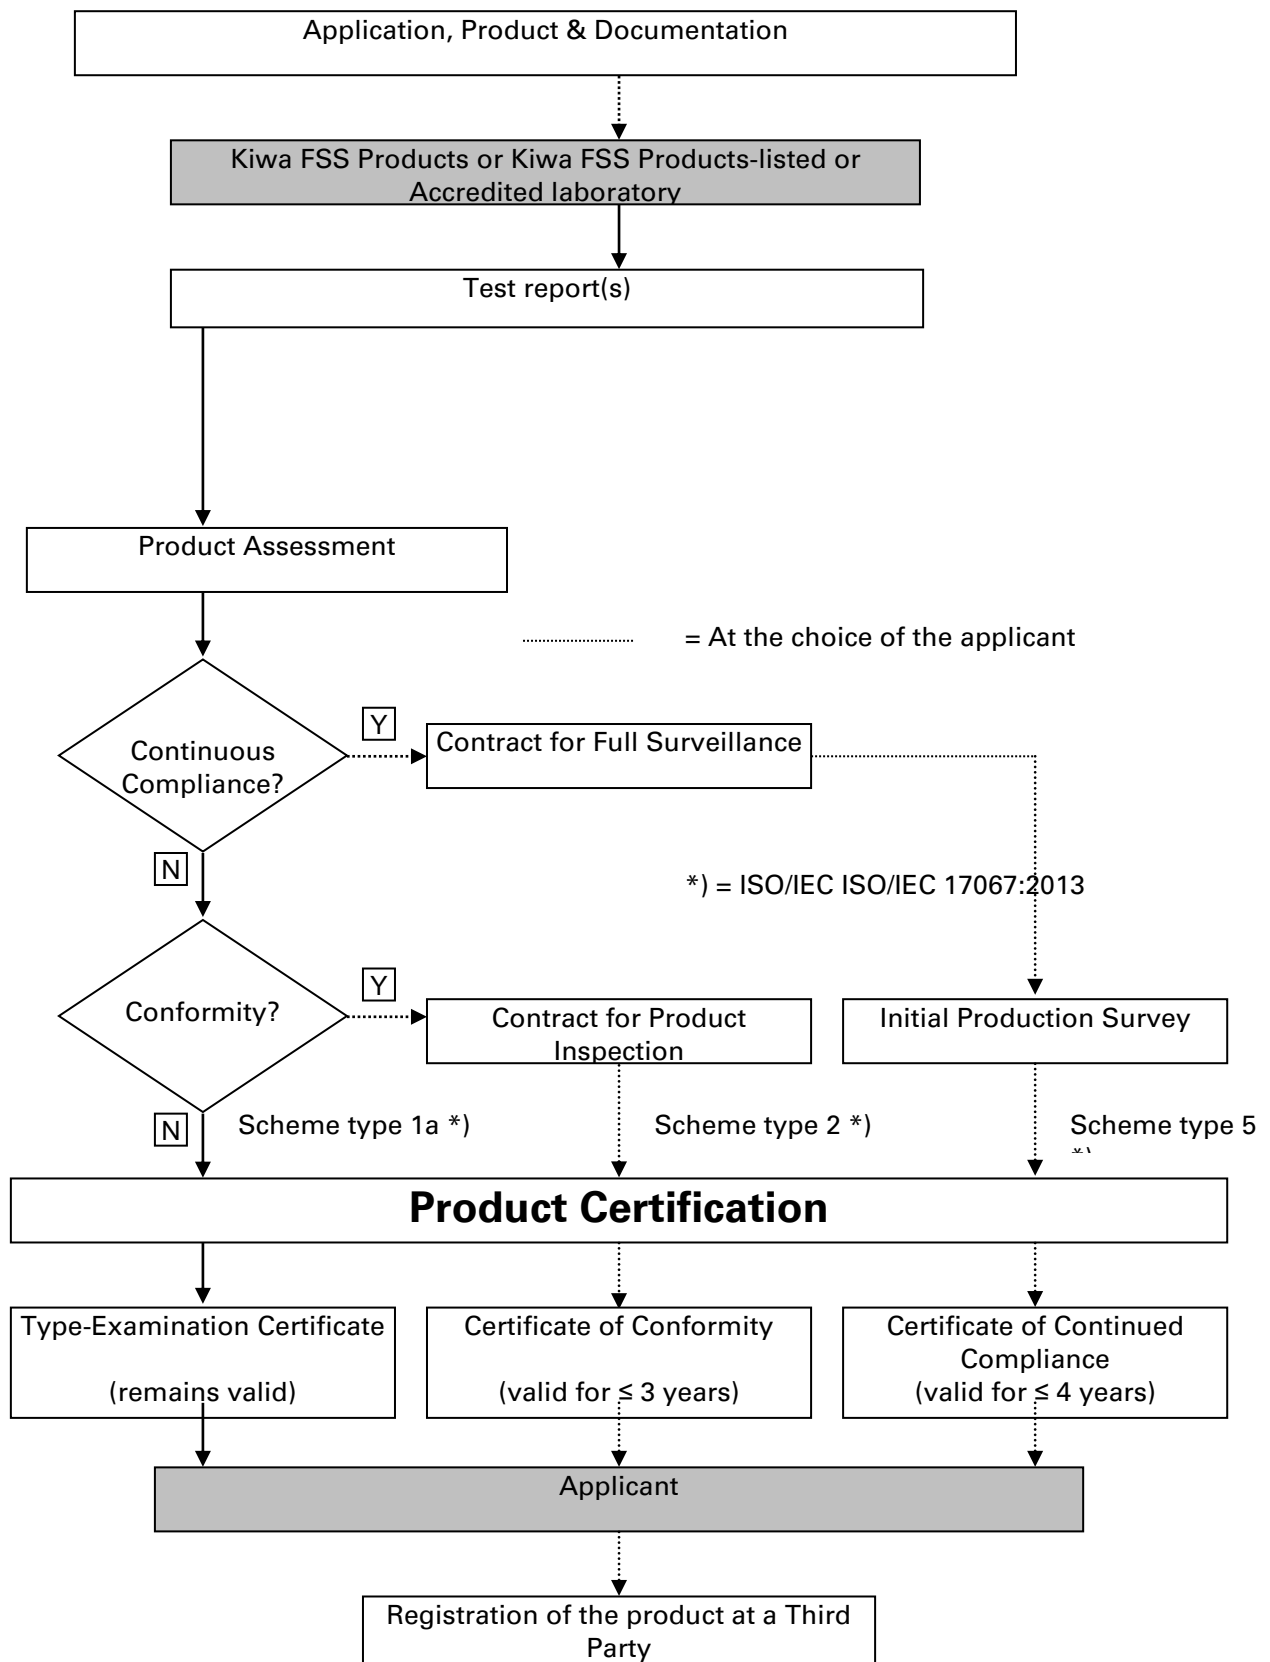 Application, Product & Documentation
Kiwa FSS Products or Kiwa FSS Products-listed or
Accredited laboratory
Test report(s)
Product Assessment
= At the choice of the applicant
Y
Continuous
Compliance?
Contract for Full Surveillance
N
*) = ISO/IEC ISO/IEC 17067:2013
Y
Conformity?
Contract for Product
Inspection
Initial Production Survey
N
Scheme type 1a *)
Scheme type 2 *)
Scheme type 5
*)
Product Certification
Type-Examination Certificate
(remains valid)
Certificate of Conformity
(valid for ≤ 3 years)
Certificate of Continued
Compliance
(valid for ≤ 4 years)
Applicant
Registration of the product at a Third
Party